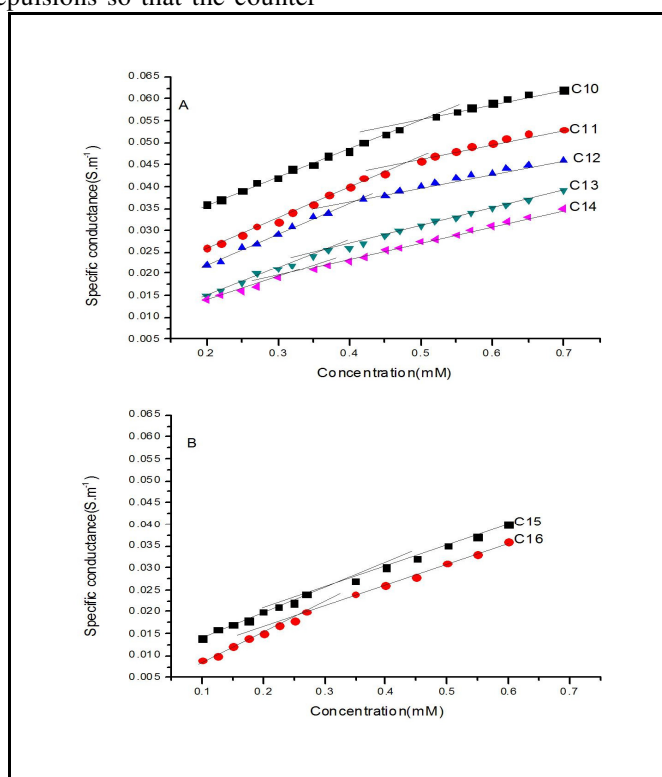 epulsions so that the counter
A
0.065
0.060
0.055
0.050
0.045
0.040
0.035
0.030
0.025
0.020
0.015
0.010
0.005
Specific conductance(S.m⁻¹)
C10
C11
C12
C13
C14
0.2 0.3 0.4 0.5 0.6 0.7
Concentration(mM)
B
0.065
0.060
0.055
0.050
0.045
0.040
0.035
0.030
0.025
0.020
0.015
0.010
0.005
Specific conductance(S.m⁻¹)
C15
C16
0.1 0.2 0.3 0.4 0.5 0.6 0.7
Concentration(mM)